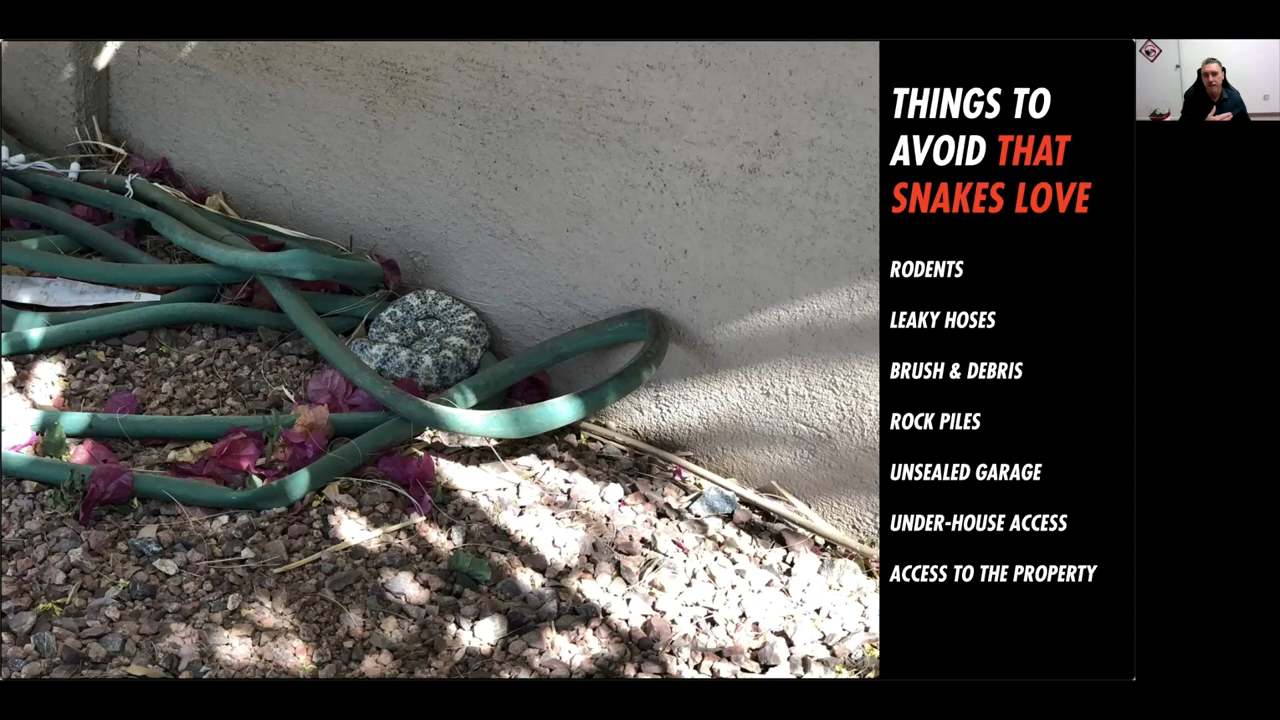 THINGS TO
AVOID THAT
SNAKES LOVE
RODENTS
LEAKY HOSES
BRUSH & DEBRIS
ROCK PILES
UNSEALED GARAGE
UNDER-HOUSE ACCESS
ACCESS TO THE PROPERTY